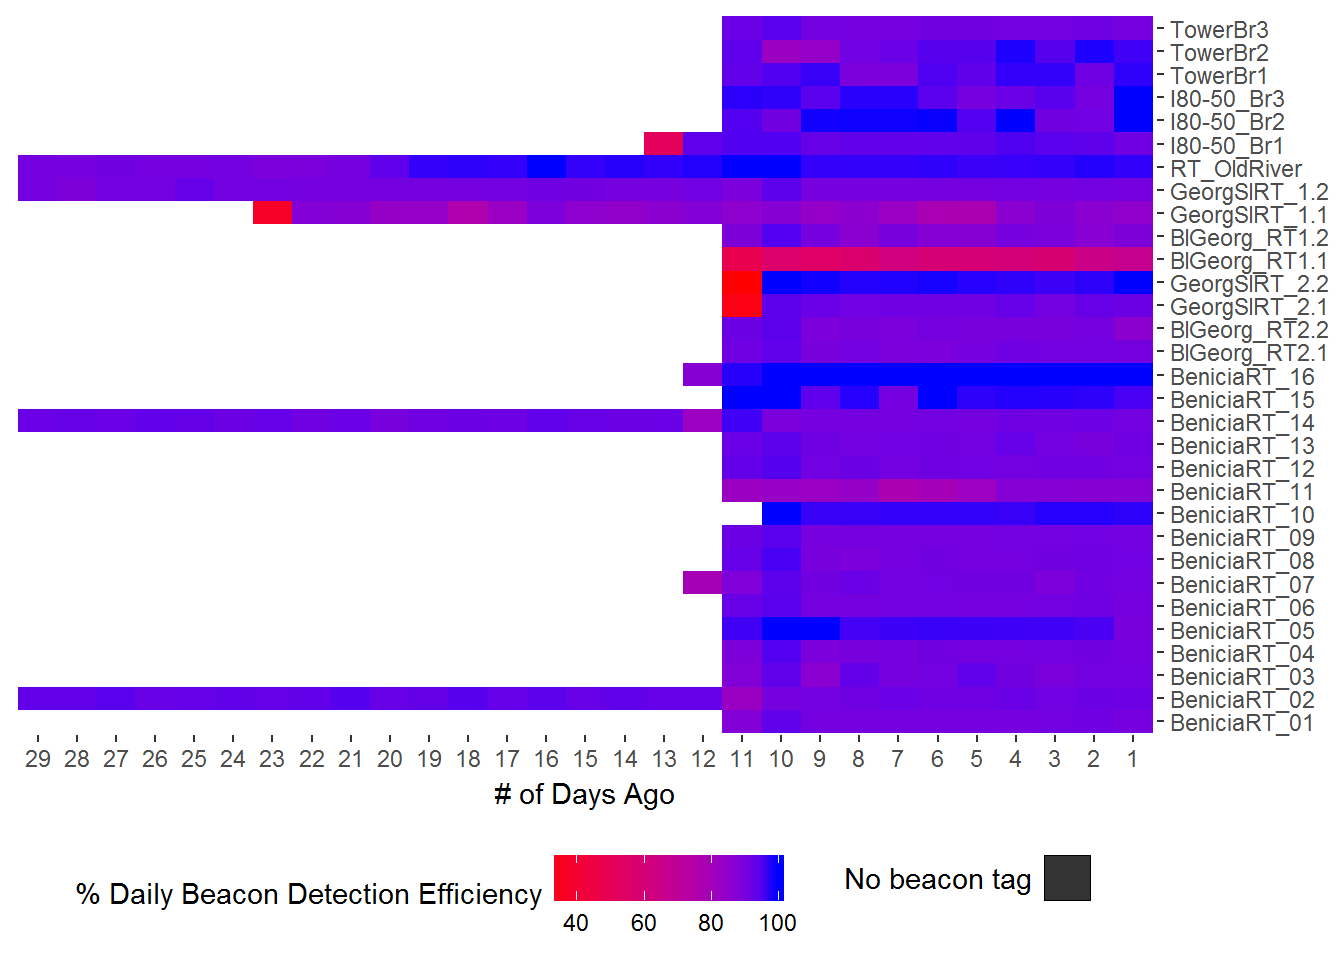 TowerBr3
TowerBr2
TowerBr1
I80-50_Br3
I80-50_Br2
I80-50_Br1
RT_OldRiver
GeorgSlRT_1.2
GeorgSlRT_1.1
BlGeorg_RT1.2
BlGeorg_RT1.1
GeorgSlRT_2.2
GeorgSlRT_2.1
BlGeorg_RT2.2
BlGeorg_RT2.1
BeniciaRT_16
BeniciaRT_15
BeniciaRT_14
BeniciaRT_13
BeniciaRT_12
BeniciaRT_11
BeniciaRT_10
BeniciaRT_09
BeniciaRT_08
BeniciaRT_07
BeniciaRT_06
BeniciaRT_05
BeniciaRT_04
BeniciaRT_03
BeniciaRT_02
BeniciaRT_01
29 28 27 26 25 24 23 22 21 20 19 18 17 16 15 14 13 12 11 10 9 8 7 6 5 4 3 2 1
# of Days Ago
% Daily Beacon Detection Efficiency
40 60 80 100
No beacon tag